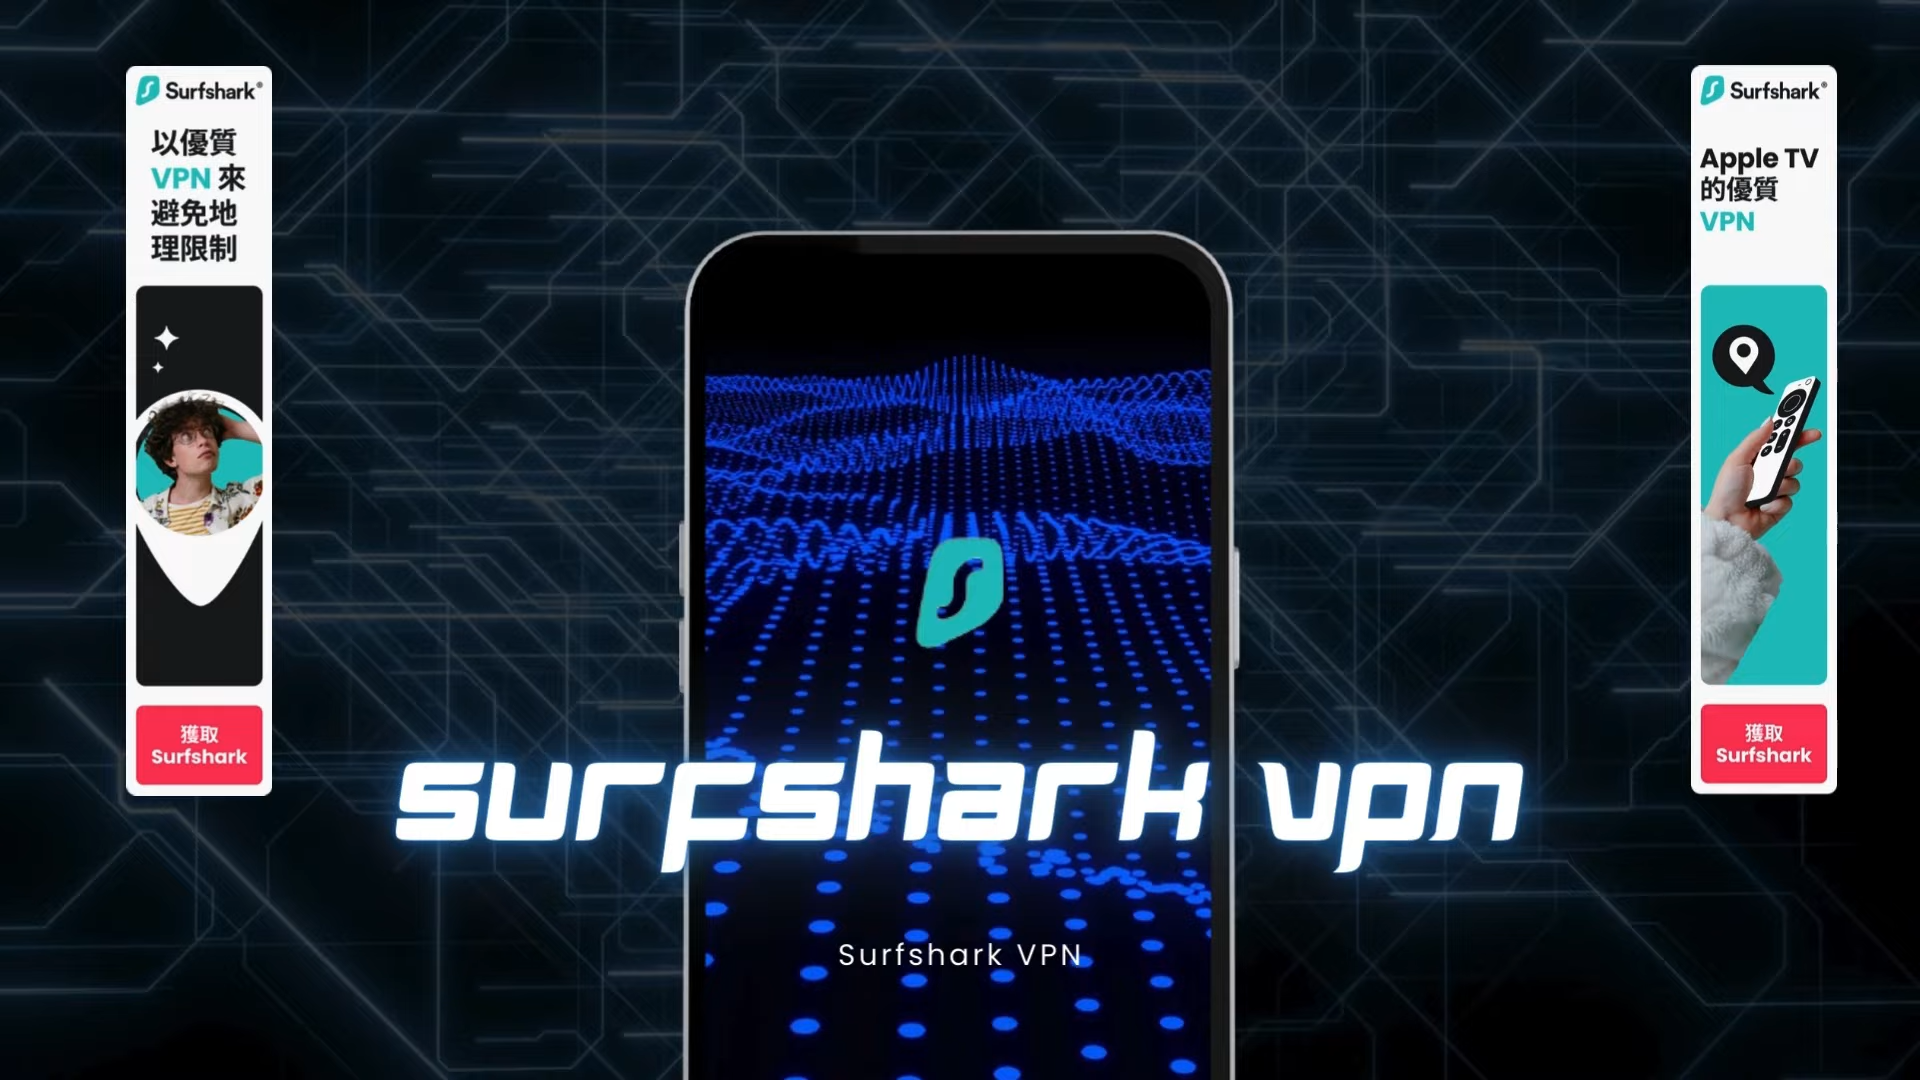 Surfshark®
以優質
VPN 來
避免地
理限制
獲取
Surfshark
surfshark vpn
Surfshark VPN
Surfshark®
Apple TV
的優質
VPN
獲取
Surfshark